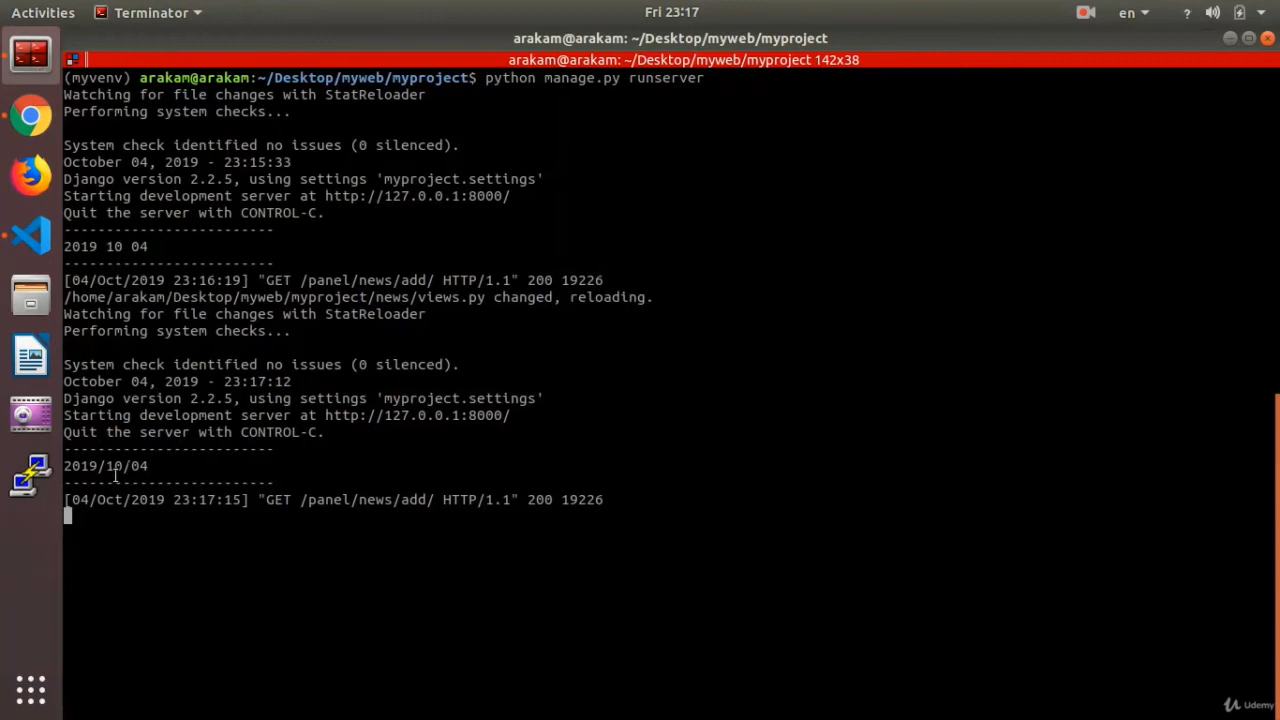 Activities
Terminator
Fri 23:17
en
?
arakam@arakam: ~/Desktop/myweb/myproject
arakam@arakam: ~/Desktop/myweb/myproject 142x38
(myvenv) arakam@arakam:~/Desktop/myweb/myproject$ python manage.py runserver
Watching for file changes with StatReloader
Performing system checks...
System check identified no issues (0 silenced).
October 04, 2019 - 23:15:33
Django version 2.2.5, using settings 'myproject.settings'
Starting development server at http://127.0.0.1:8000/
Quit the server with CONTROL-C.
-------------------------
2019 10 04
-------------------------
[04/Oct/2019 23:16:19] "GET /panel/news/add/ HTTP/1.1" 200 19226
/home/arakam/Desktop/myweb/myproject/news/views.py changed, reloading.
Watching for file changes with StatReloader
Performing system checks...
System check identified no issues (0 silenced).
October 04, 2019 - 23:17:12
Django version 2.2.5, using settings 'myproject.settings'
Starting development server at http://127.0.0.1:8000/
Quit the server with CONTROL-C.
-------------------------
2019/10/04
-------------------------
[04/Oct/2019 23:17:15] "GET /panel/news/add/ HTTP/1.1" 200 19226
Udemy